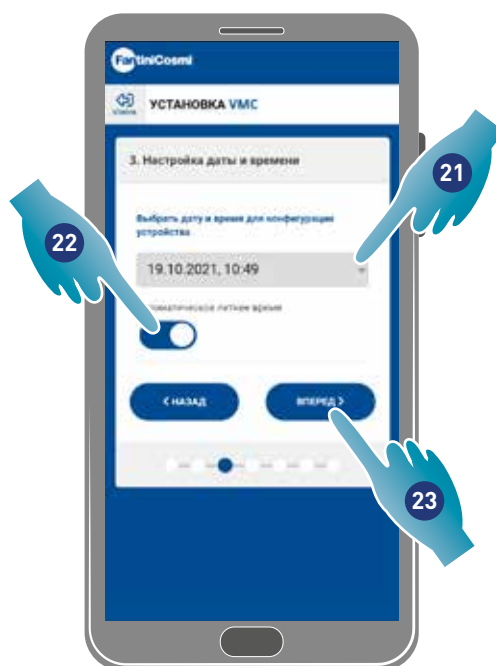 FantiniCosmi
УСТАНОВКА VMC
3. Настройка даты и времени
21
Выбрать дату и время для конфигурации
устройства
22
19.10.2021, 10:49
летнее время
< НАЗАД
ВПЕРЕД >
23